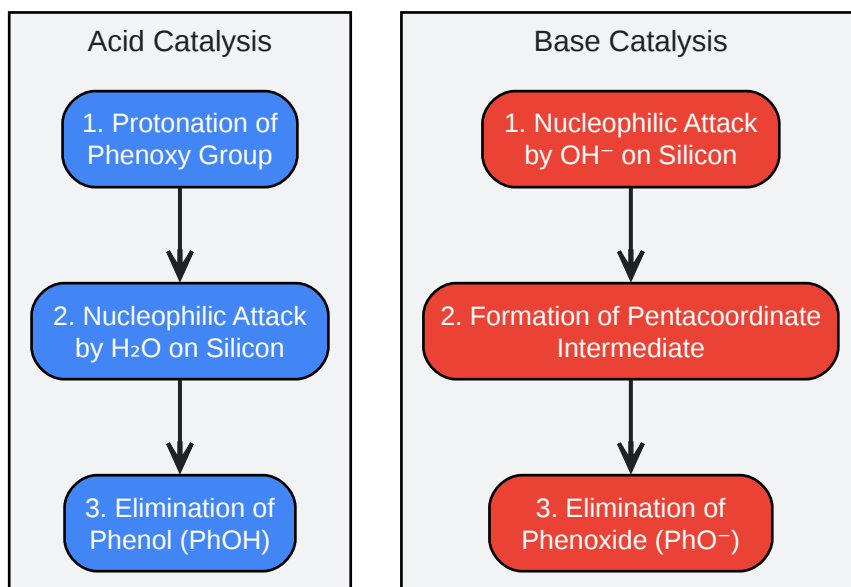 Acid Catalysis
1. Protonation of
Phenoxy Group
2. Nucleophilic Attack
by H₂O on Silicon
3. Elimination of
Phenol (PhOH)
Base Catalysis
1. Nucleophilic Attack
by OH⁻ on Silicon
2. Formation of Pentacoordinate
Intermediate
3. Elimination of
Phenoxide (PhO⁻)